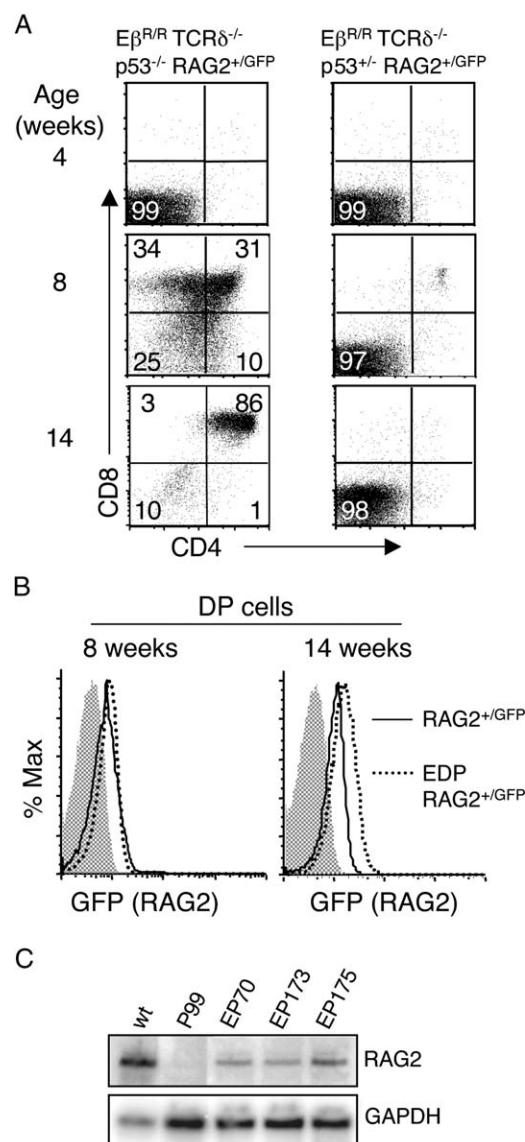 A
Eβ^R/R TCRδ^-/-
p53^-/- RAG2^+/GFP
Eβ^R/R TCRδ^-/-
p53^+/- RAG2^+/GFP
Age
(weeks)
4
99
99
8
34 31
25 10
97
14
3 86
10 1
98
CD8
CD4
B
DP cells
8 weeks
14 weeks
% Max
RAG2^+/GFP
EDP
RAG2^+/GFP
GFP (RAG2)
GFP (RAG2)
C
wt P99 EP70 EP173 EP175
RAG2
GAPDH